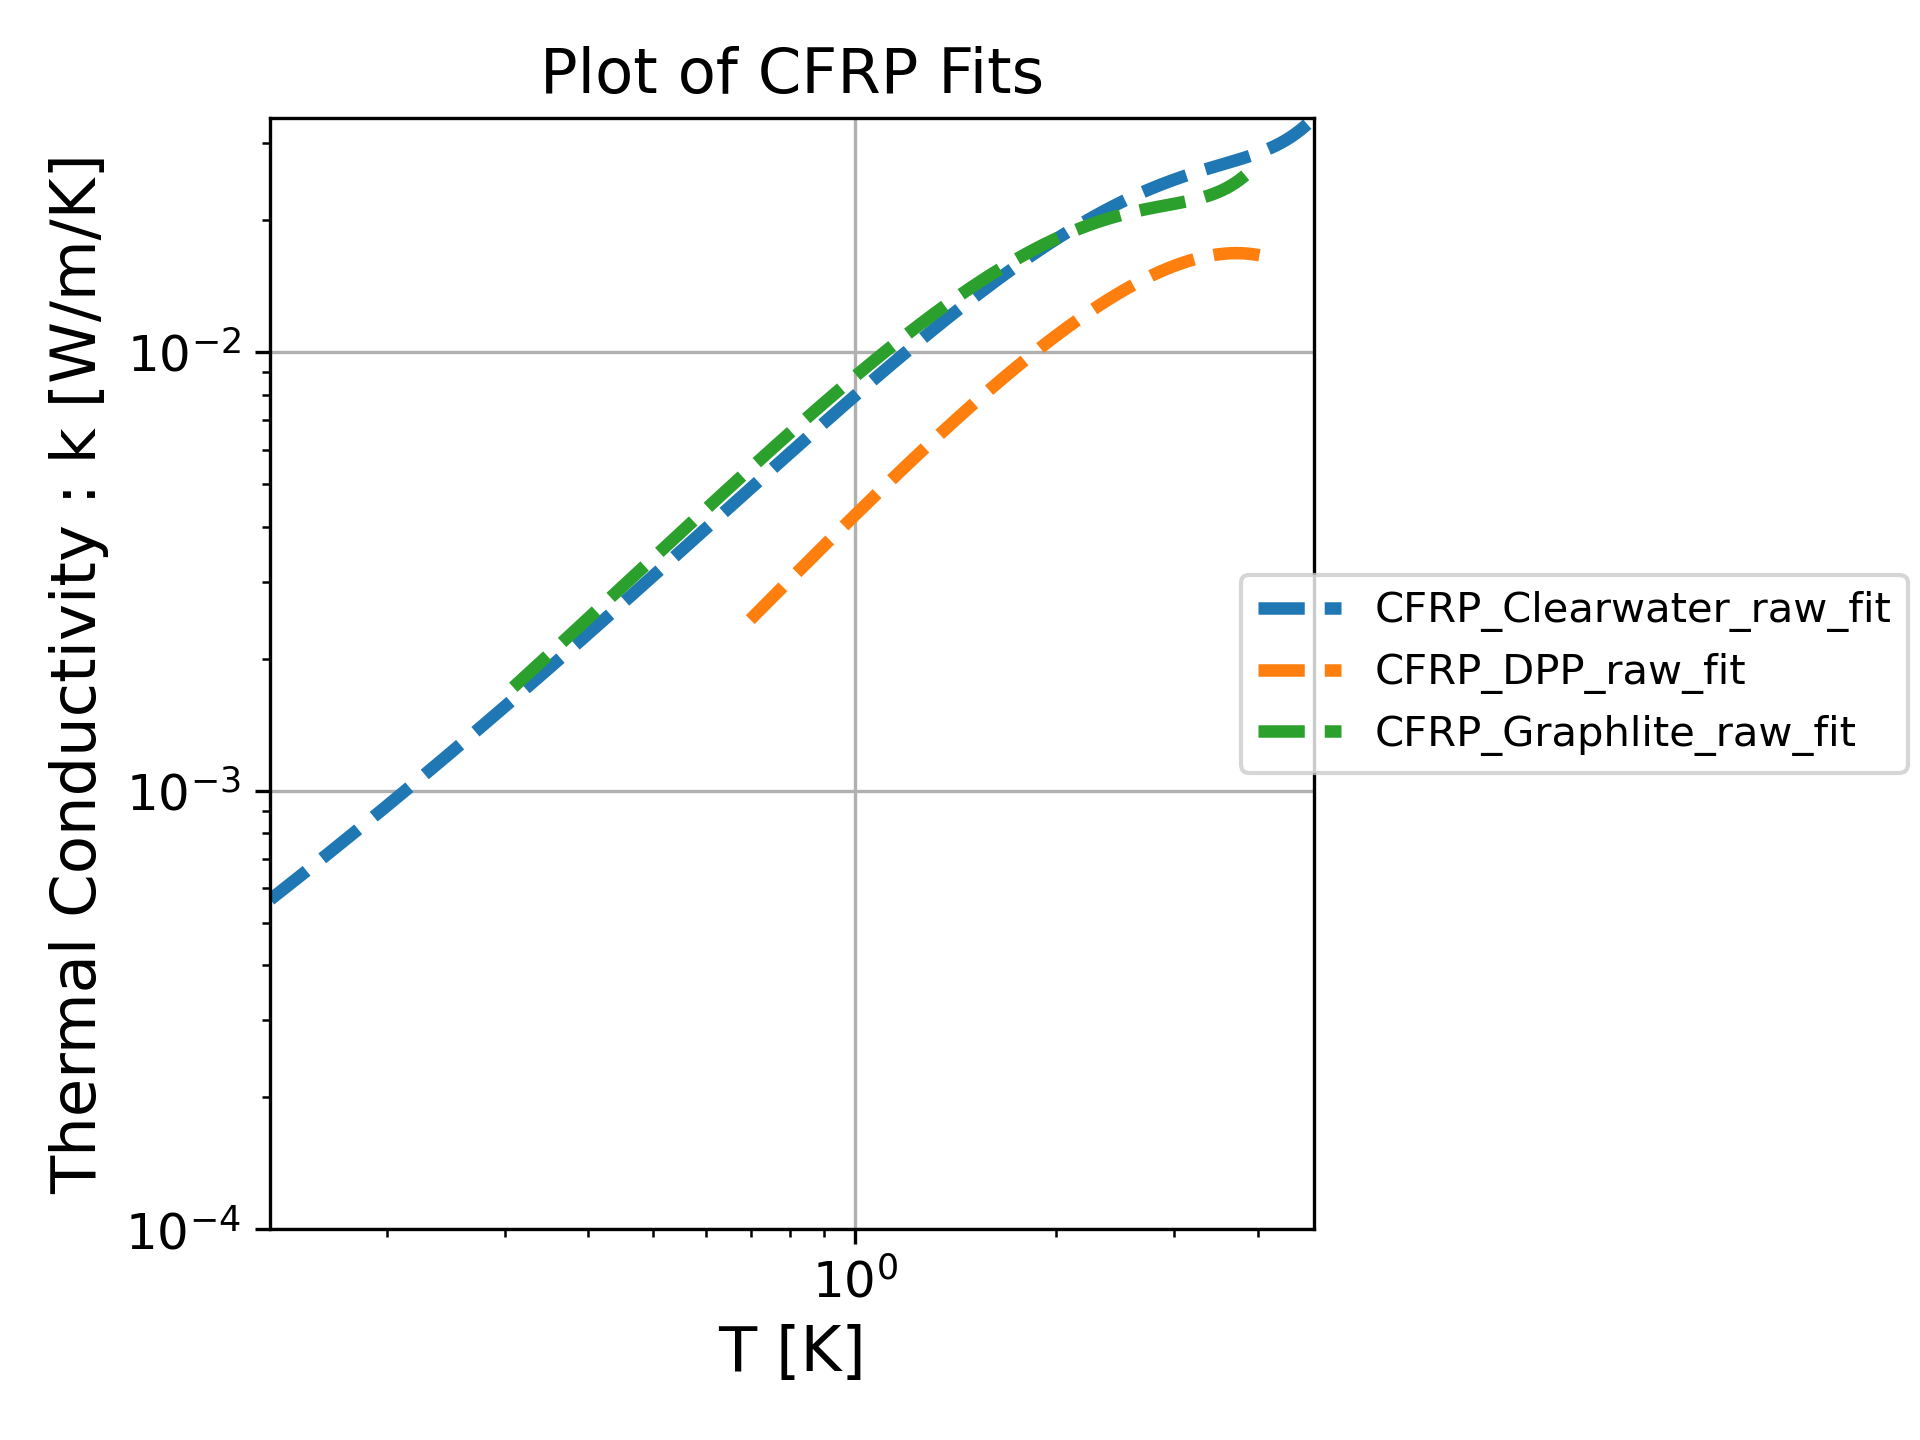 Plot of CFRP Fits
Thermal Conductivity : k [W/m/K]
10⁻²
10⁻³
10⁻⁴
10⁰
T [K]
CFRP_Clearwater_raw_fit
CFRP_DPP_raw_fit
CFRP_Graphlite_raw_fit